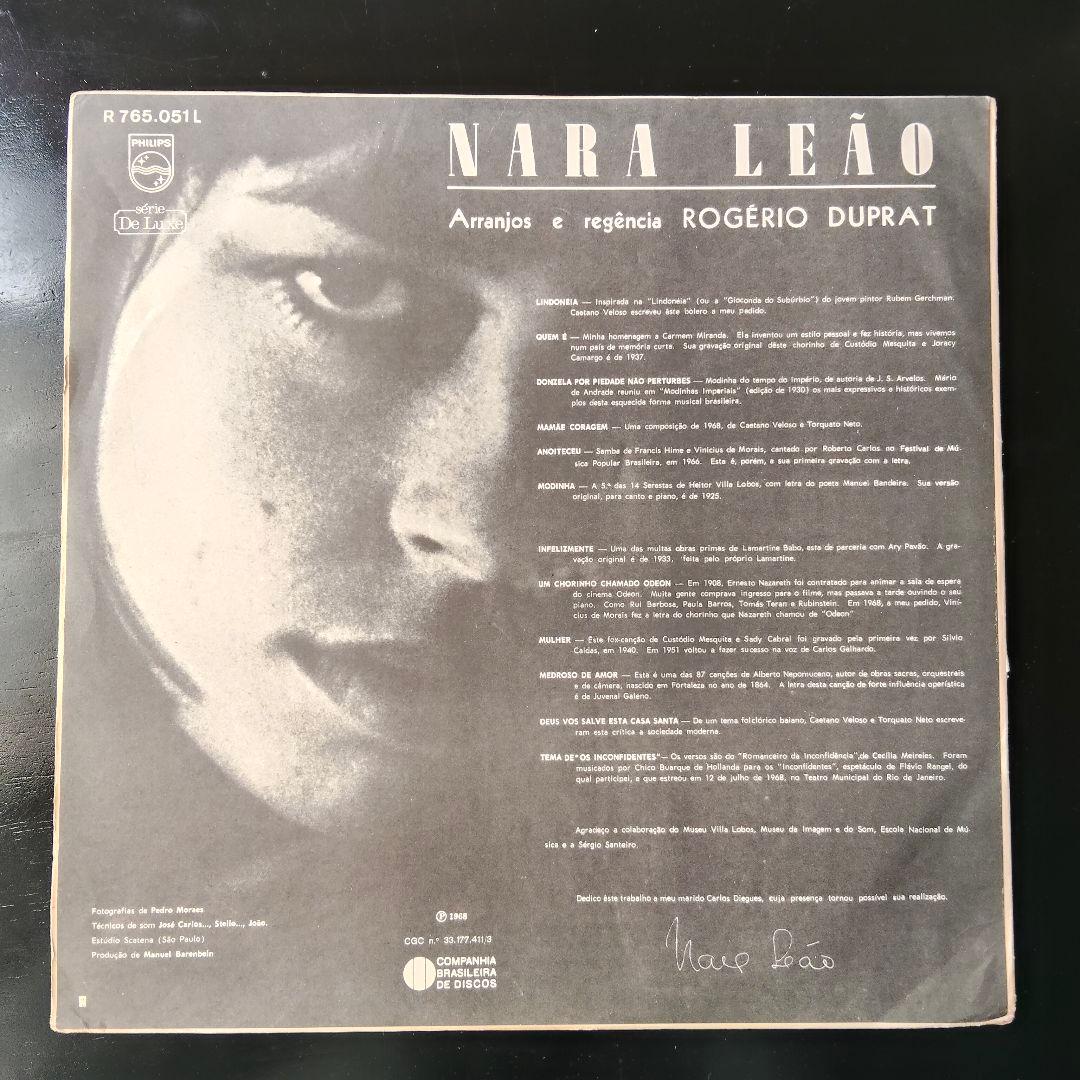 R 765.051 L
PHILIPS
série
De Luxe
NARA LEÃO
Arranjos e regência ROGÉRIO DUPRAT
LINDONEIA — Inspirada na "Lindonéia" (ou a "Gioconda do Subúrbio") do jovem pintor Rubem Gerchman.
Caetano Veloso escreveu êste bolero a meu pedido.
QUEM É — Minha homenagem a Carmem Miranda. Ela inventou um estilo pessoal e fez história, mas vivemos
num país de memória curta. Sua gravação original dêste chorinho de Custódio Mesquita e Joracy
Camargo é de 1937.
DONZELA POR PIEDADE NÃO PERTURBES — Modinha do tempo do Império, de autoria de J. S. Arvelos. Mário
de Andrade reuniu em "Modinhas Imperiais" (edição de 1930) os mais expressivos e históricos exem-
plos desta esquecida forma musical brasileira.
MAMÃE CORAGEM — Uma composição de 1968, de Caetano Veloso e Torquato Neto.
ANOITECEU — Samba de Francis Hime e Vinicius de Morais, cantado por Roberto Carlos no Festival de Mú-
sica Popular Brasileira, em 1966. Esta é, porém, a sua primeira gravação com a letra.
MODINHA — A 5.ª das 14 Serestas de Heitor Villa Lobos, com letra do poeta Manuel Bandeira. Sua versão
original, para canto e piano, é de 1925.
INFELIZMENTE — Uma das muitas obras primas de Lamartine Babo, esta de parceria com Ary Pavão. A gra-
vação original é de 1933, feita pelo próprio Lamartine.
UM CHORINHO CHAMADO ODEON — Em 1908, Ernesto Nazareth foi contratado para animar a sala de espera
do cinema Odeon. Muita gente comprava ingresso para o filme, mas passava a tarde ouvindo o seu
piano. Como Rui Barbosa, Paula Barros, Tomás Teran e Rubinstein. Em 1968, a meu pedido, Viní-
cius de Morais fez a letra do chorinho que Nazareth chamou de "Odeon"
MULHER — Êste fox-canção de Custódio Mesquita e Sady Cabral foi gravado pela primeira vez por Silvio
Caldas, em 1940. Em 1951 voltou a fazer sucesso na voz de Carlos Galhardo.
MEDROSO DE AMOR — Esta é uma das 87 canções de Alberto Nepomuceno, autor de obras sacras, orquestrais
e de câmera, nascido em Fortaleza no ano de 1864. A letra desta canção de forte influência operística
é de Juvenal Galeno.
DEUS VOS SALVE ESTA CASA SANTA — De um tema folclórico baiano, Caetano Veloso e Torquato Neto escreve-
ram esta crítica a sociedade moderna.
TEMA DE "OS INCONFIDENTES" — Os versos são do "Romanceiro da Inconfidência", de Cecília Meireles. Foram
musicados por Chico Buarque de Hollanda para os "Inconfidentes", espetáculo de Flávio Rangel, do
qual participei, e que estreou em 12 de julho de 1968, no Teatro Municipal do Rio de Janeiro.
Agradeço a colaboração do Museu Villa Lobos, Museu da Imagem e do Som, Escola Nacional de Mú-
sica e a Sérgio Santeiro.
Dedico êste trabalho a meu marido Carlos Diegues, cuja presença tornou possível sua realização.
Nara Leão
Fotografias de Pedro Moraes
Técnicos de som José Carlos..., Stelio..., João.
Estúdio Scatena (São Paulo)
Produção de Manuel Barenbein
℗ 1968
CGC n.º 33.177.411/3
COMPANHIA
BRASILEIRA
DE DISCOS